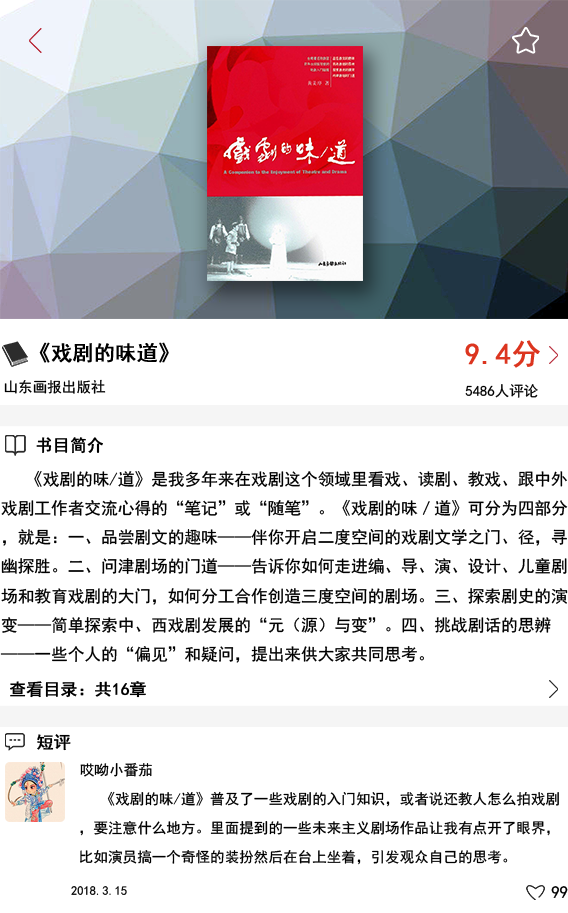 戲劇的味/道
A Companion to the Enjoyment of Theatre and Drama
山东画报出版社
《戏剧的味道》
9.4分
山东画报出版社
5486人评论
书目简介
《戏剧的味/道》是我多年来在戏剧这个领域里看戏、读剧、教戏、跟中外
戏剧工作者交流心得的“笔记”或“随笔”。《戏剧的味／道》可分为四部分
，就是：一、品尝剧文的趣味——伴你开启二度空间的戏剧文学之门、径，寻
幽探胜。二、问津剧场的门道——告诉你如何走进编、导、演、设计、儿童剧
场和教育戏剧的大门，如何分工合作创造三度空间的剧场。三、探索剧史的演
变——简单探索中、西戏剧发展的“元（源）与变”。四、挑战剧话的思辨
——一些个人的“偏见”和疑问，提出来供大家共同思考。
查看目录：共16章
短评
哎呦小番茄
《戏剧的味/道》普及了一些戏剧的入门知识，或者说还教人怎么拍戏剧
，要注意什么地方。里面提到的一些未来主义剧场作品让我有点开了眼界，
比如演员搞一个奇怪的装扮然后在台上坐着，引发观众自己的思考。
2018.3.15
99